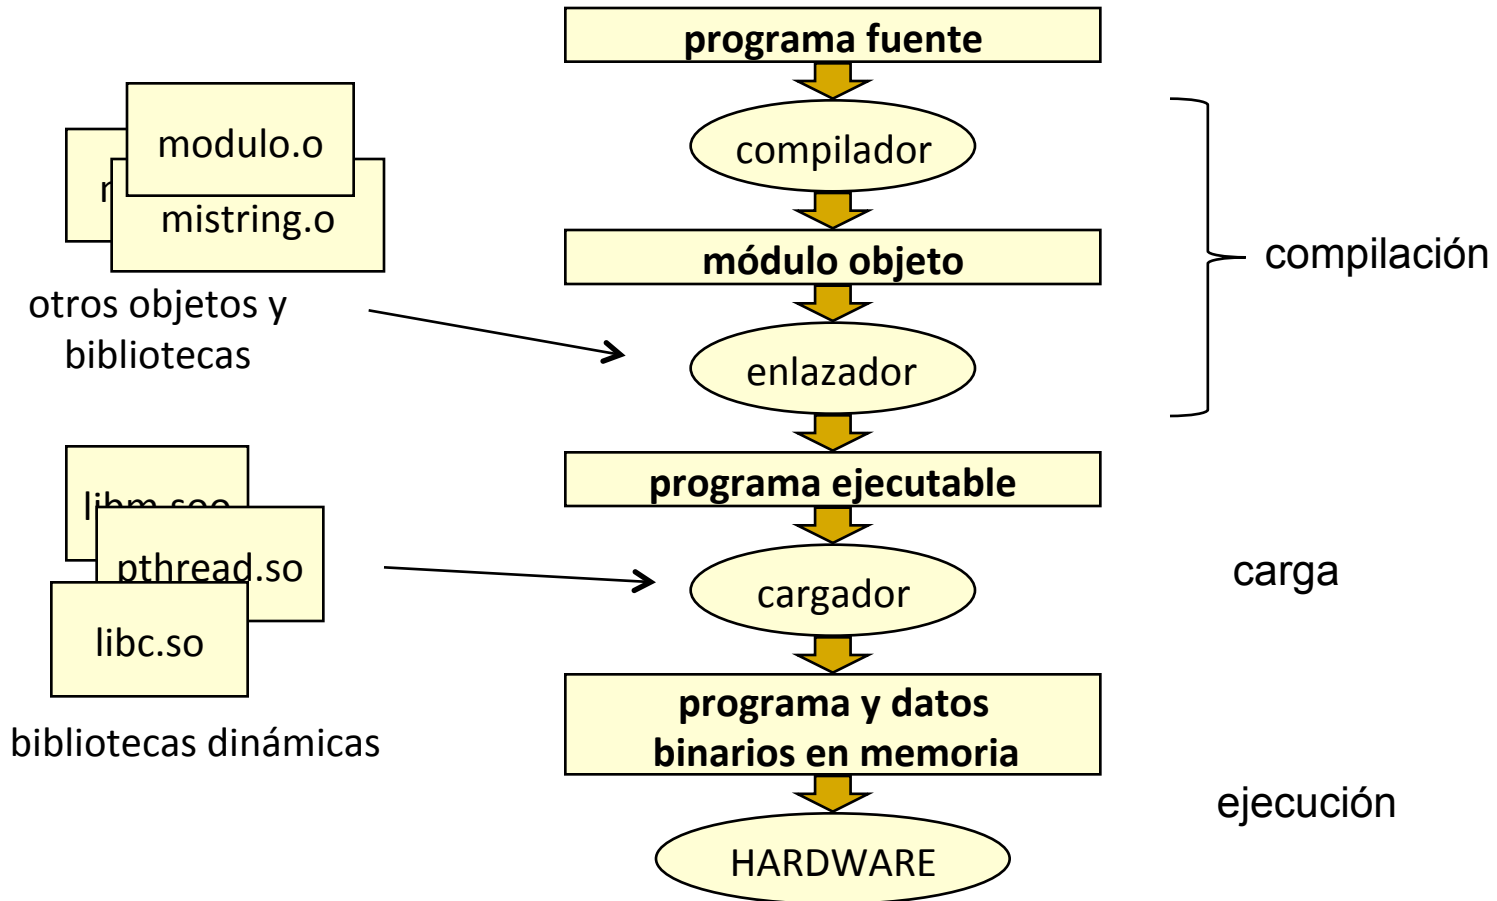 programa fuente
modulo.o
compilador
mistring.o
módulo objeto
compilación
otros objetos y
bibliotecas
enlazador
programa ejecutable
pthread.so
carga
cargador
libc.so
programa y datos
binarios en memoria
bibliotecas dinámicas
ejecución
HARDWARE